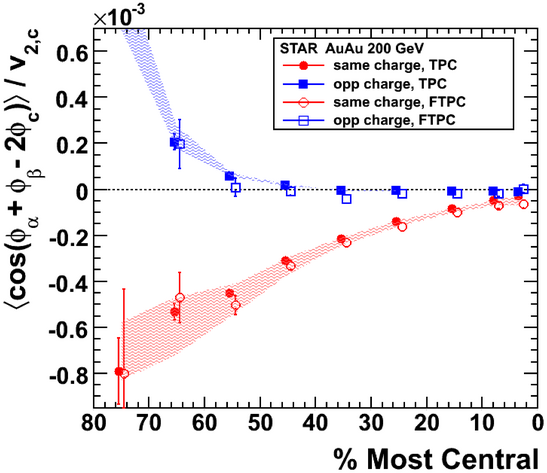 ×10⁻³
⟨cos(ϕα + ϕβ - 2ϕc)⟩ / v2,c
STAR AuAu 200 GeV
same charge, TPC
opp charge, TPC
same charge, FTPC
opp charge, FTPC
0.6
0.4
0.2
0
-0.2
-0.4
-0.6
-0.8
80 70 60 50 40 30 20 10 0
% Most Central